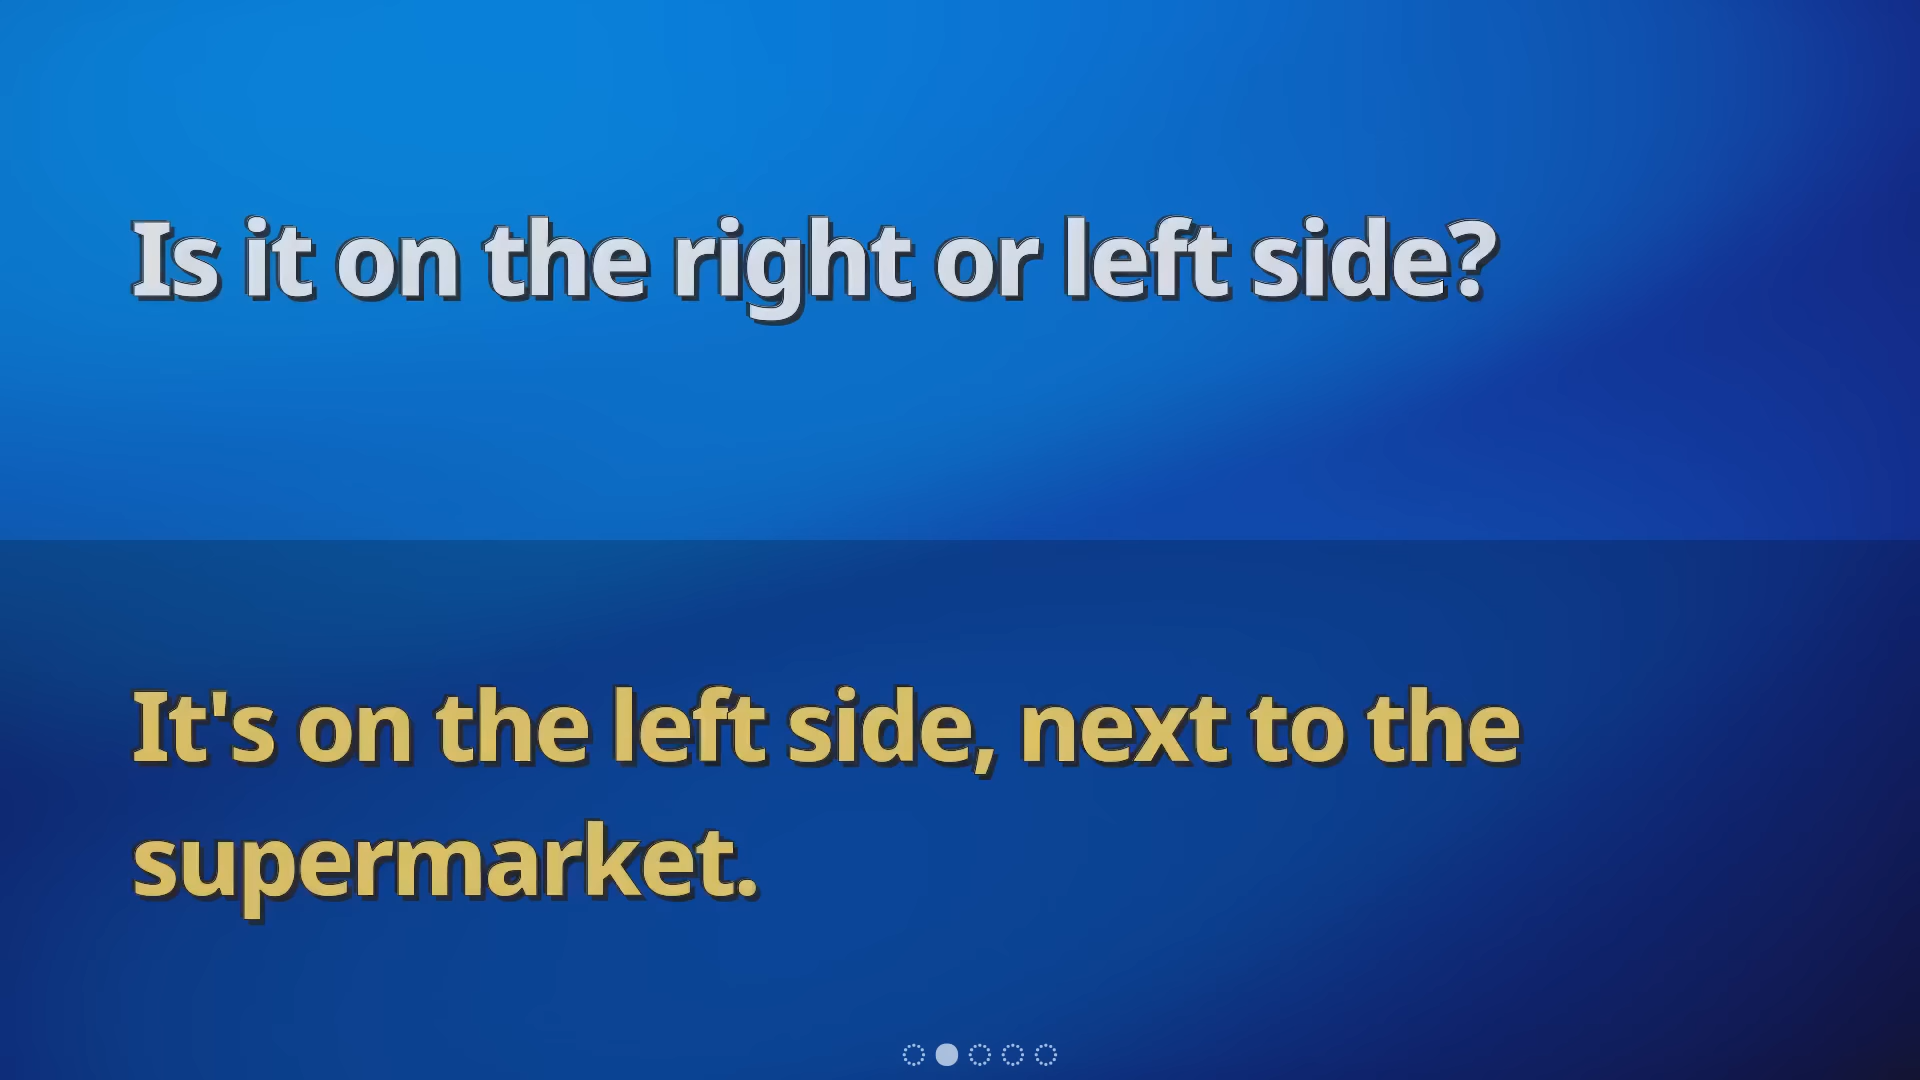 Is it on the right or left side?
It's on the left side, next to the
supermarket.